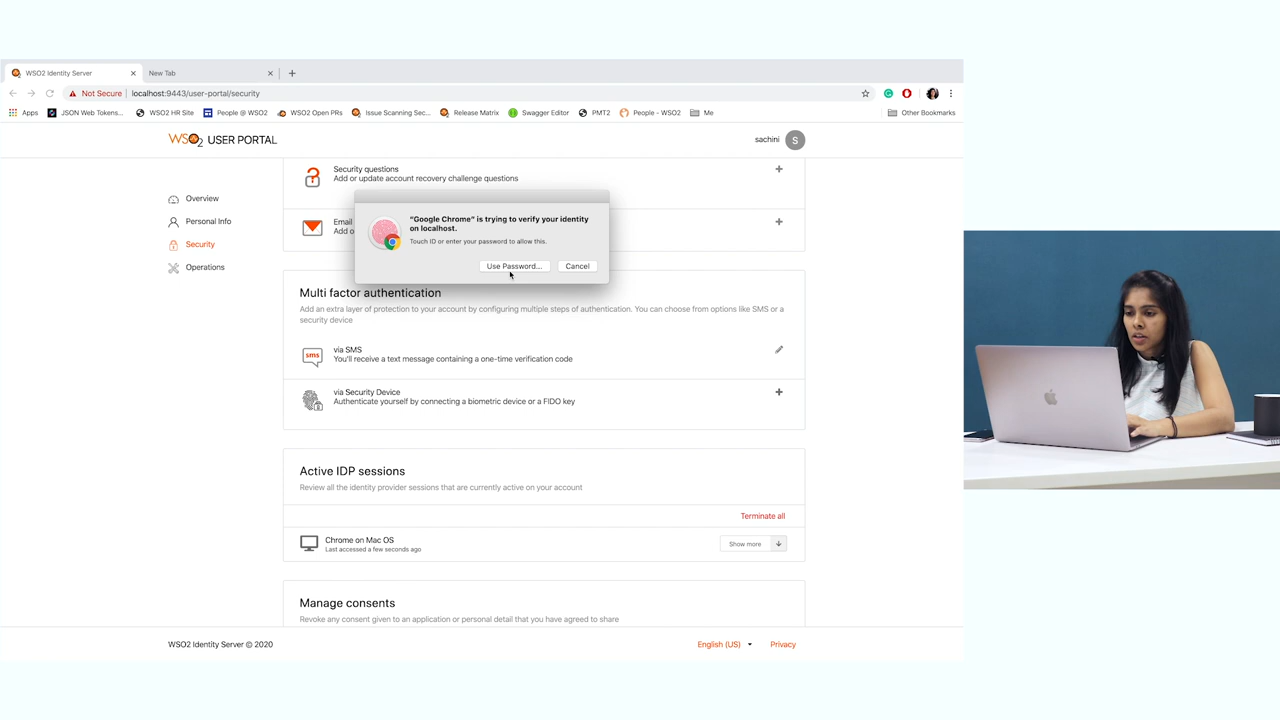 WSO2 Identity Server
New Tab
Not Secure
localhost:9443/user-portal/security
Apps
JSON Web Tokens...
WSO2 HR Site
People @ WSO2
WSO2 Open PRs
Issue Scanning Sec...
Release Matrix
Swagger Editor
PMT2
People - WSO2
Me
Other Bookmarks
WSO2 USER PORTAL
sachini
S
Overview
Personal Info
Security
Operations
Security questions
Add or update account recovery challenge questions
Email
Add o
"Google Chrome" is trying to verify your identity
on localhost.
Touch ID or enter your password to allow this.
Use Password...
Cancel
Multi factor authentication
Add an extra layer of protection to your account by configuring multiple steps of authentication. You can choose from options like SMS or a
security device
sms
via SMS
You'll receive a text message containing a one-time verification code
via Security Device
Authenticate yourself by connecting a biometric device or a FIDO key
Active IDP sessions
Review all the identity provider sessions that are currently active on your account
Terminate all
Chrome on Mac OS
Last accessed a few seconds ago
Show more
Manage consents
Revoke any consent given to an application or personal detail that you have agreed to share
WSO2 Identity Server © 2020
English (US)
Privacy